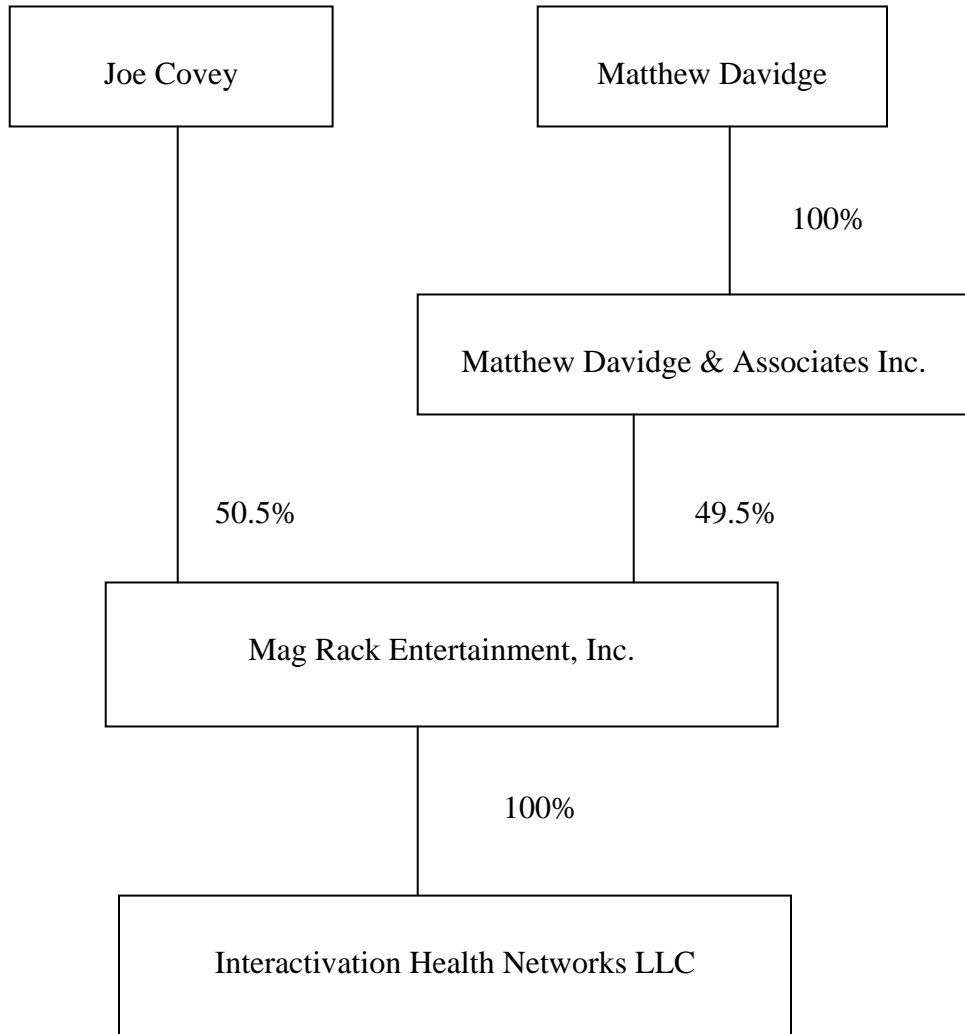 Joe Covey
Matthew Davidge
100%
Matthew Davidge & Associates Inc.
50.5%
49.5%
Mag Rack Entertainment, Inc.
100%
Interactivation Health Networks LLC